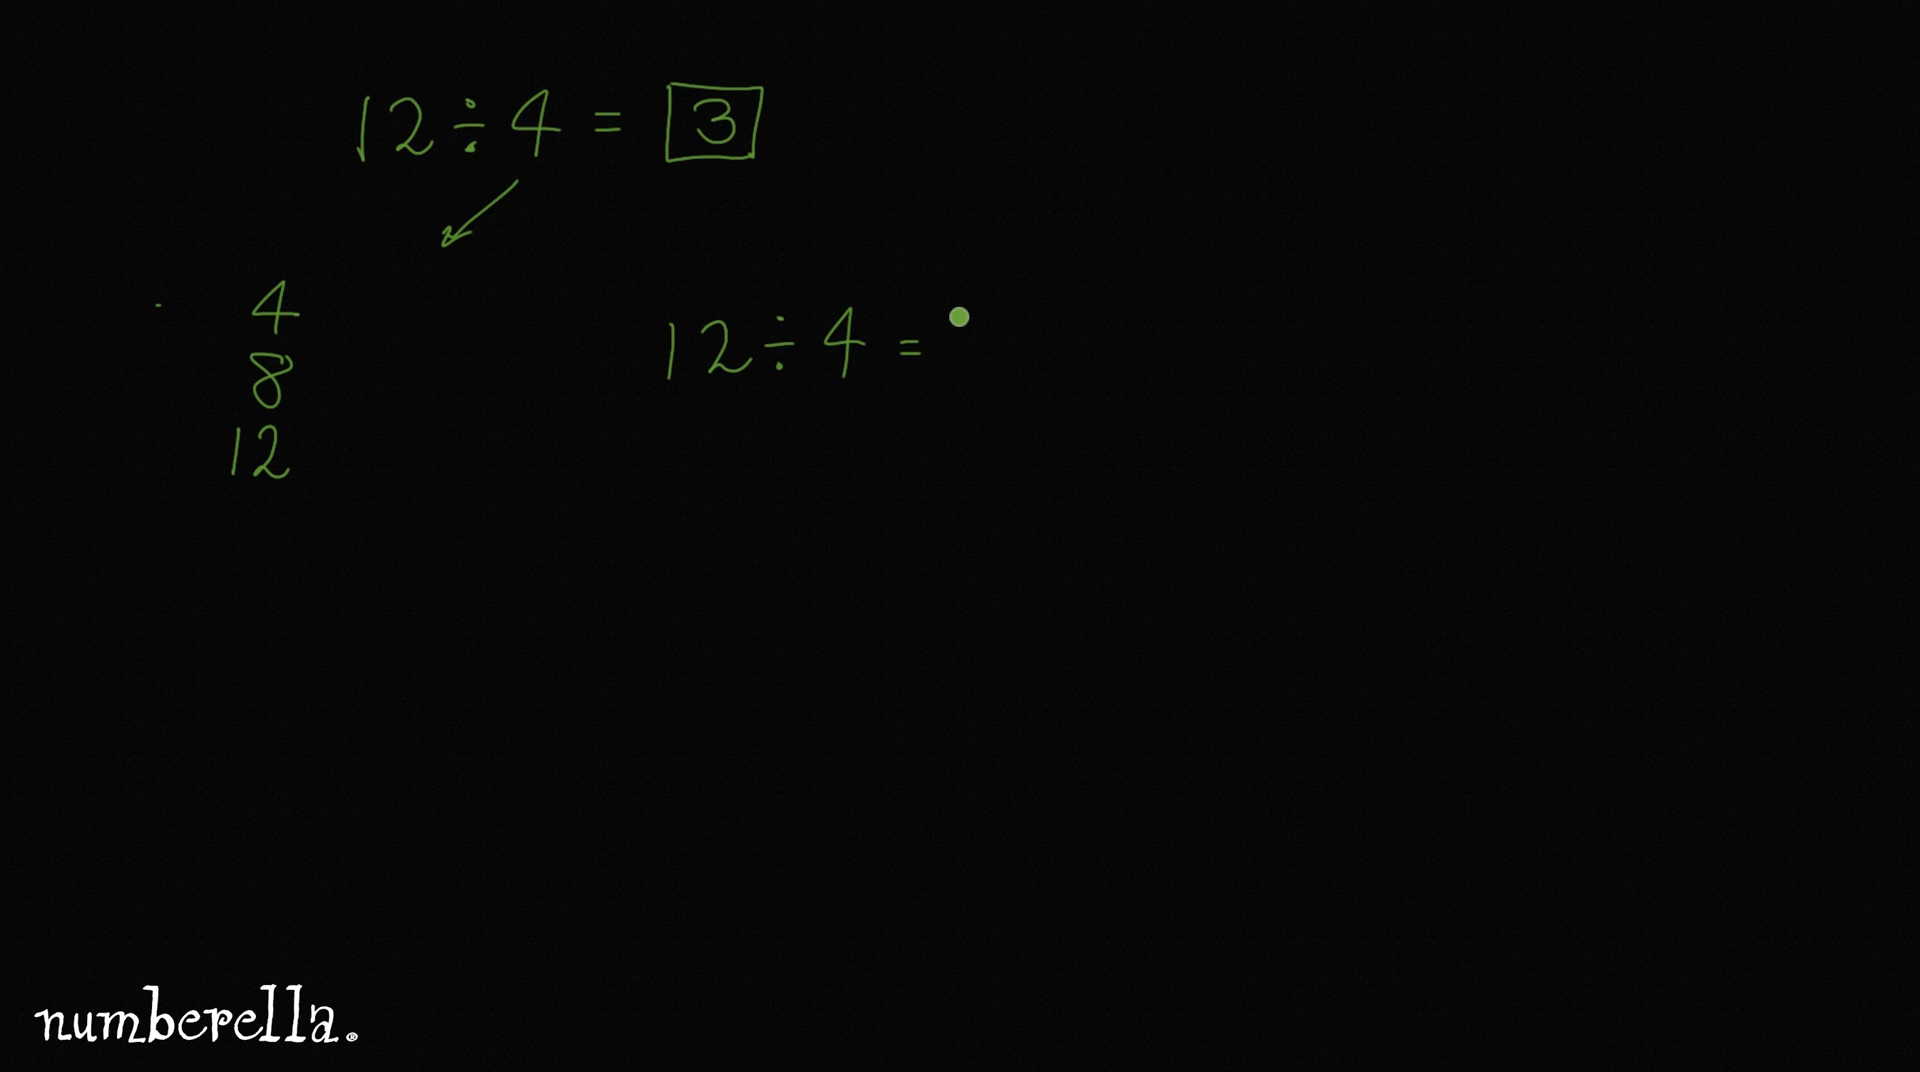 12 ÷ 4 = 3
4
8
12
12 ÷ 4 =
numberella.